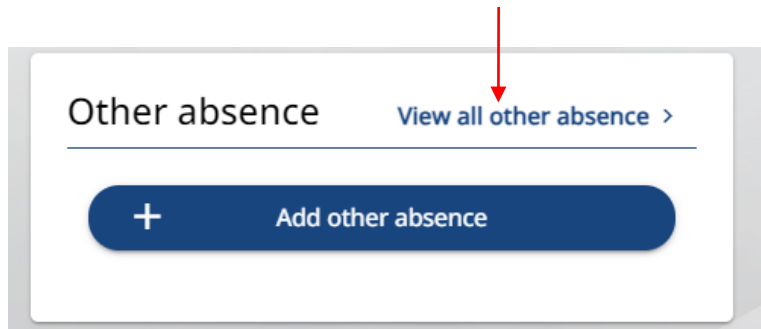 Other absence
View all other absence >
+ Add other absence